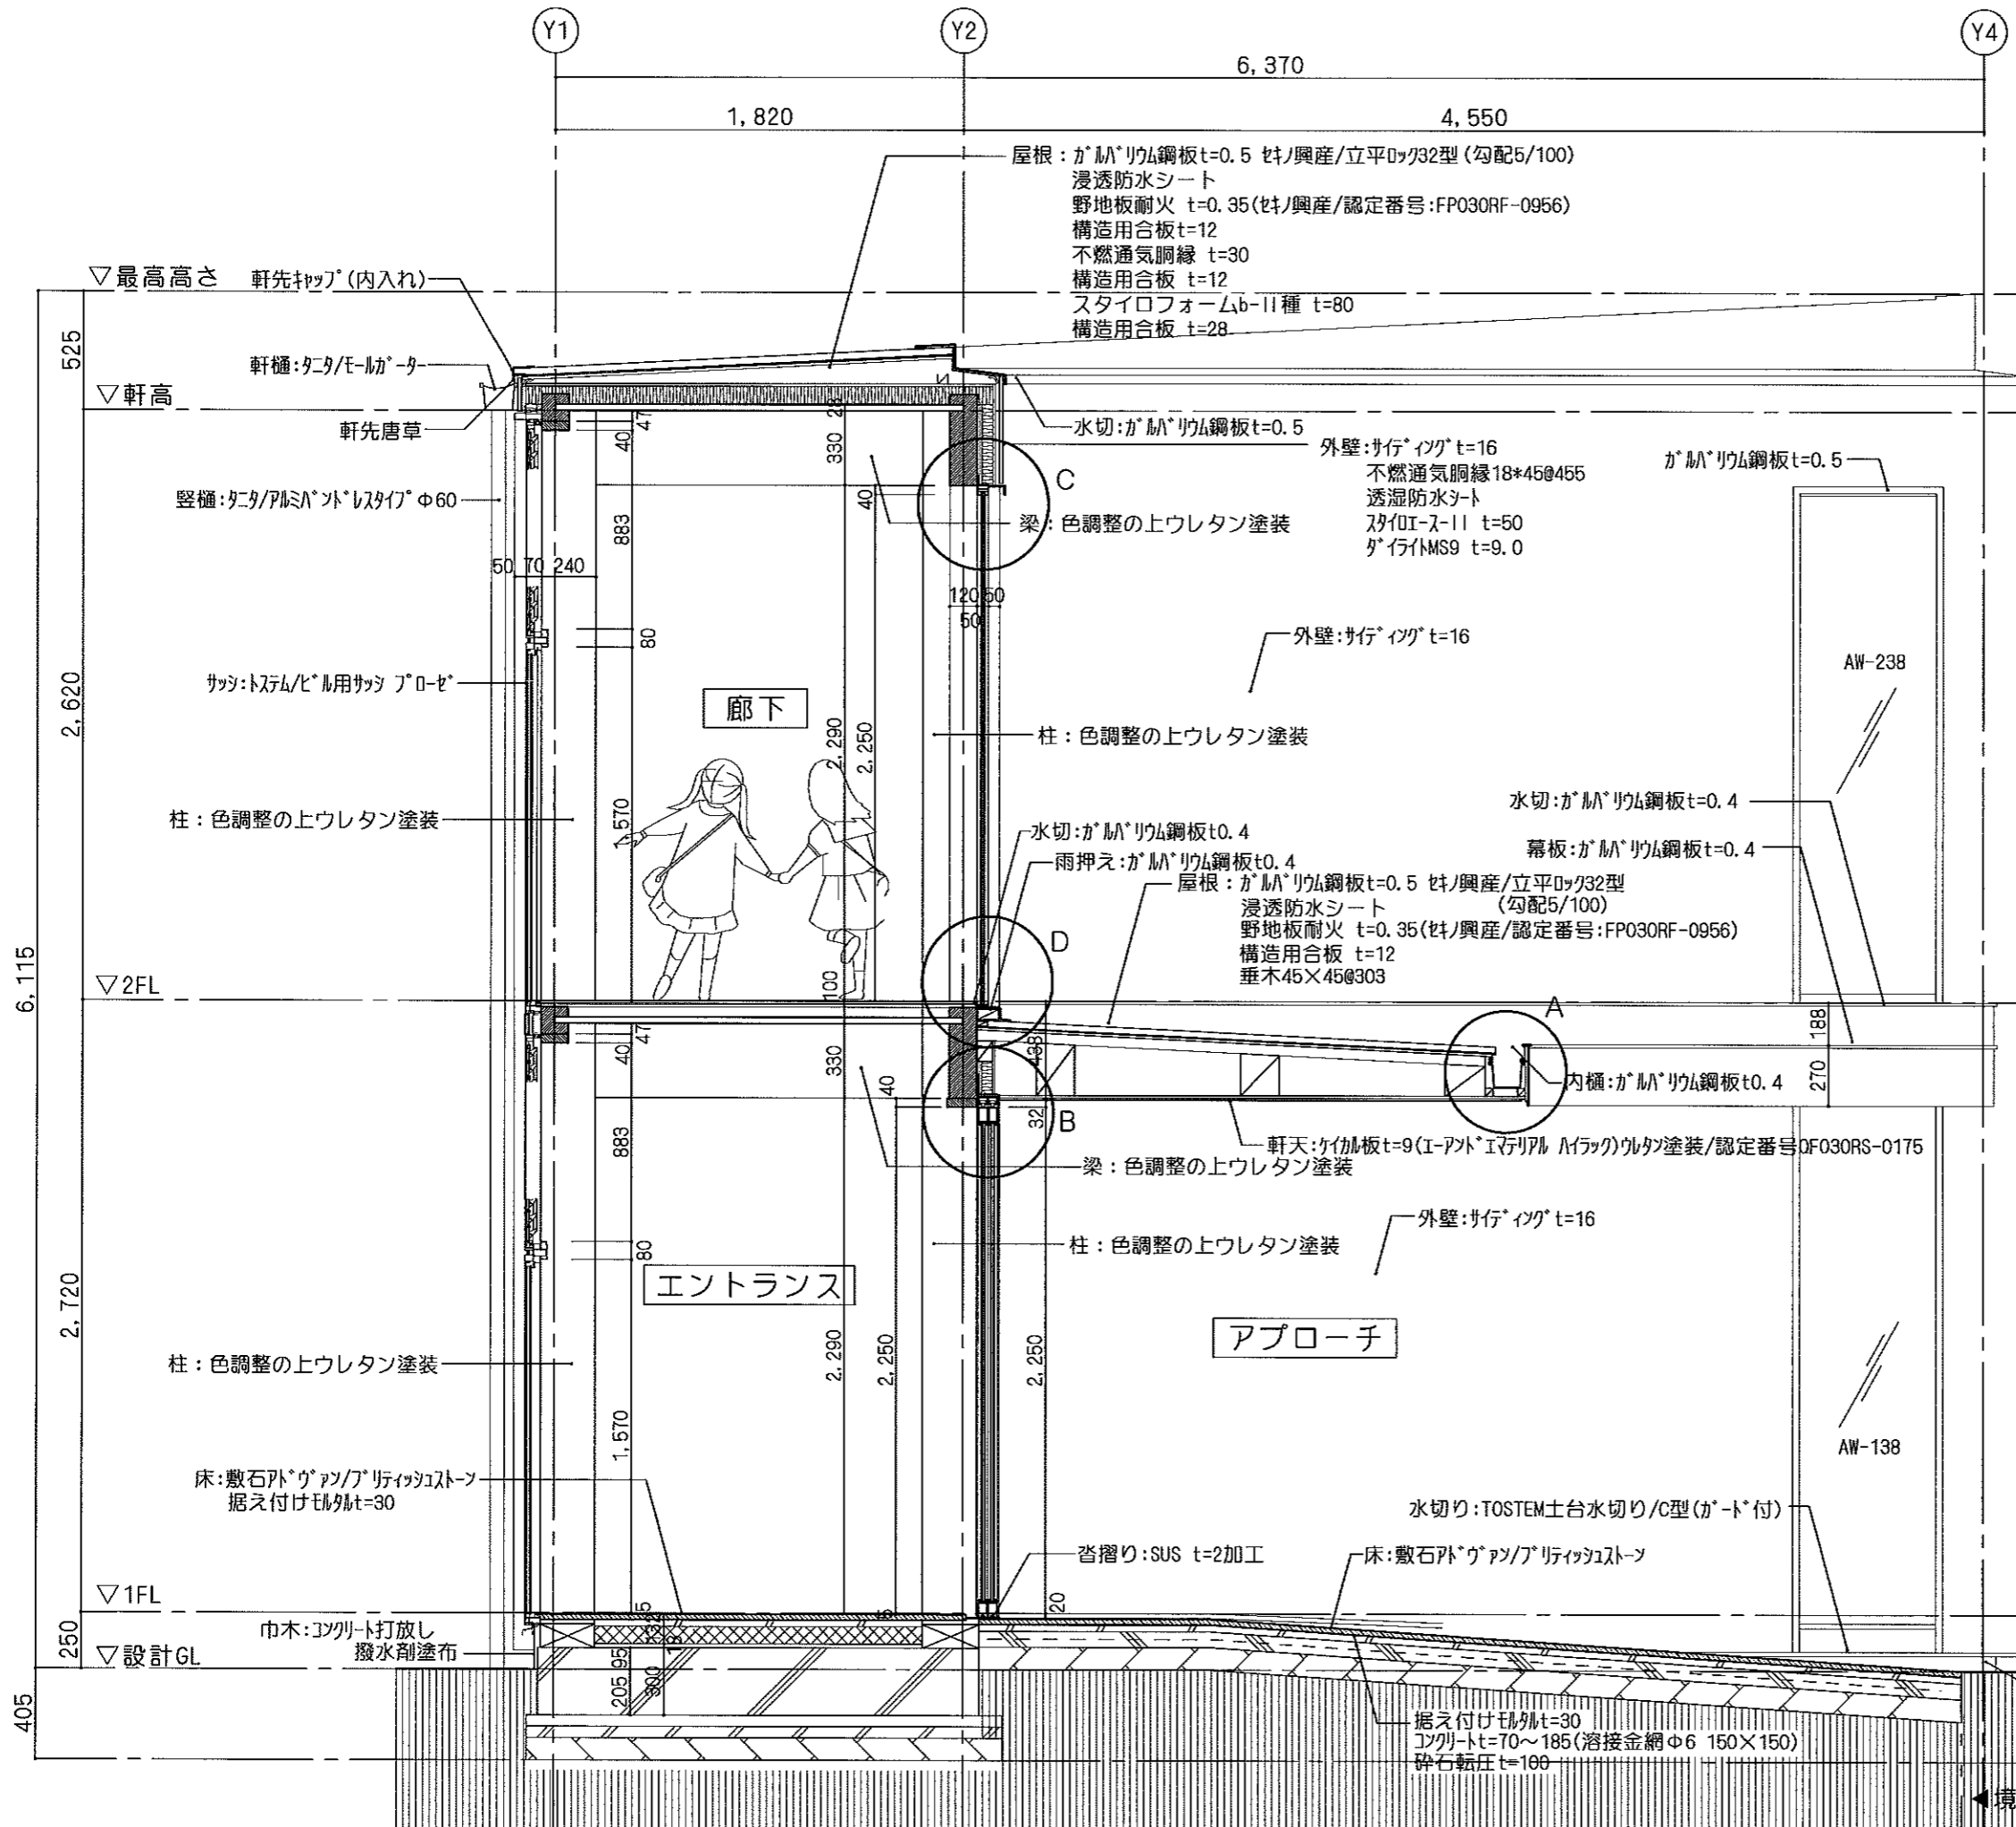 Y1
Y2
Y4
6,370
1,820
4,550
屋根：ｶﾞﾙﾊﾞﾘｳﾑ鋼板t=0.5 ｾｷﾉ興産/立平ﾛｯｸ32型(勾配5/100)
浸透防水シート
野地板耐火 t=0.35(ｾｷﾉ興産/認定番号:FP030RF-0956)
構造用合板t=12
不燃通気胴縁 t=30
構造用合板 t=12
スタイロフォームb-II種 t=80
構造用合板 t=28
▽最高高さ
軒先ｷｬｯﾌﾟ(内入れ)
525
軒樋:ﾀﾆﾀ/ﾓｰﾙｶﾞｰﾀｰ
▽軒高
軒先唐草
水切:ｶﾞﾙﾊﾞﾘｳﾑ鋼板t=0.5
28
47
40
330
883
40
C
外壁:ｻｲﾃﾞｨﾝｸﾞt=16
不燃通気胴縁18*45@455
透湿防水ｼｰﾄ
ｽﾀｲﾛｴｰｽ-II t=50
ﾀﾞｲﾗｲﾄMS9 t=9.0
ｶﾞﾙﾊﾞﾘｳﾑ鋼板t=0.5
竪樋:ﾀﾆﾀ/ｱﾙﾐﾊﾞﾝﾄﾞﾚｽﾀｲﾌﾟΦ60
梁：色調整の上ウレタン塗装
50 70 240
120 50
50
80
外壁:ｻｲﾃﾞｨﾝｸﾞt=16
AW-238
サッシ:ﾄｽﾃﾑ/ﾋﾞﾙ用ｻｯｼ ﾌﾟﾛｰｾﾞ
2,620
廊下
2,290
2,250
柱：色調整の上ウレタン塗装
1,570
柱：色調整の上ウレタン塗装
水切:ｶﾞﾙﾊﾞﾘｳﾑ鋼板t=0.4
水切:ｶﾞﾙﾊﾞﾘｳﾑ鋼板t0.4
幕板:ｶﾞﾙﾊﾞﾘｳﾑ鋼板t=0.4
雨押え:ｶﾞﾙﾊﾞﾘｳﾑ鋼板t0.4
屋根：ｶﾞﾙﾊﾞﾘｳﾑ鋼板t=0.5 ｾｷﾉ興産/立平ﾛｯｸ32型
(勾配5/100)
浸透防水シート
野地板耐火 t=0.35(ｾｷﾉ興産/認定番号:FP030RF-0956)
構造用合板 t=12
垂木45×45@303
D
6,115
▽2FL
100
A
47
40
330
40
438
188
270
内樋:ｶﾞﾙﾊﾞﾘｳﾑ鋼板t0.4
32
B
883
軒天:ｹｲｶﾙ板t=9(ｴｰｱﾝﾄﾞｴﾏﾃﾘｱﾙ ﾊｲﾗｯｸ)ｳﾚﾀﾝ塗装/認定番号QF030RS-0175
梁：色調整の上ウレタン塗装
外壁:ｻｲﾃﾞｨﾝｸﾞt=16
80
柱：色調整の上ウレタン塗装
エントランス
2,720
アプローチ
2,290
2,250
2,250
柱：色調整の上ウレタン塗装
1,570
AW-138
床:敷石ｱﾄﾞｳﾞｧﾝ/ﾌﾞﾘﾃｨｯｼｭｽﾄｰﾝ
据え付けﾓﾙﾀﾙt=30
水切り:TOSTEM土台水切り/C型(ｶﾞｰﾄﾞ付)
沓摺り:SUS t=2加工
床:敷石ｱﾄﾞｳﾞｧﾝ/ﾌﾞﾘﾃｨｯｼｭｽﾄｰﾝ
▽1FL
20
巾木:ｺﾝｸﾘｰﾄ打放し
撥水剤塗布
250
▽設計GL
205 95
300
405
据え付けﾓﾙﾀﾙt=30
ｺﾝｸﾘｰﾄt=70～185(溶接金網Φ6 150×150)
砕石転圧t=100
◀境